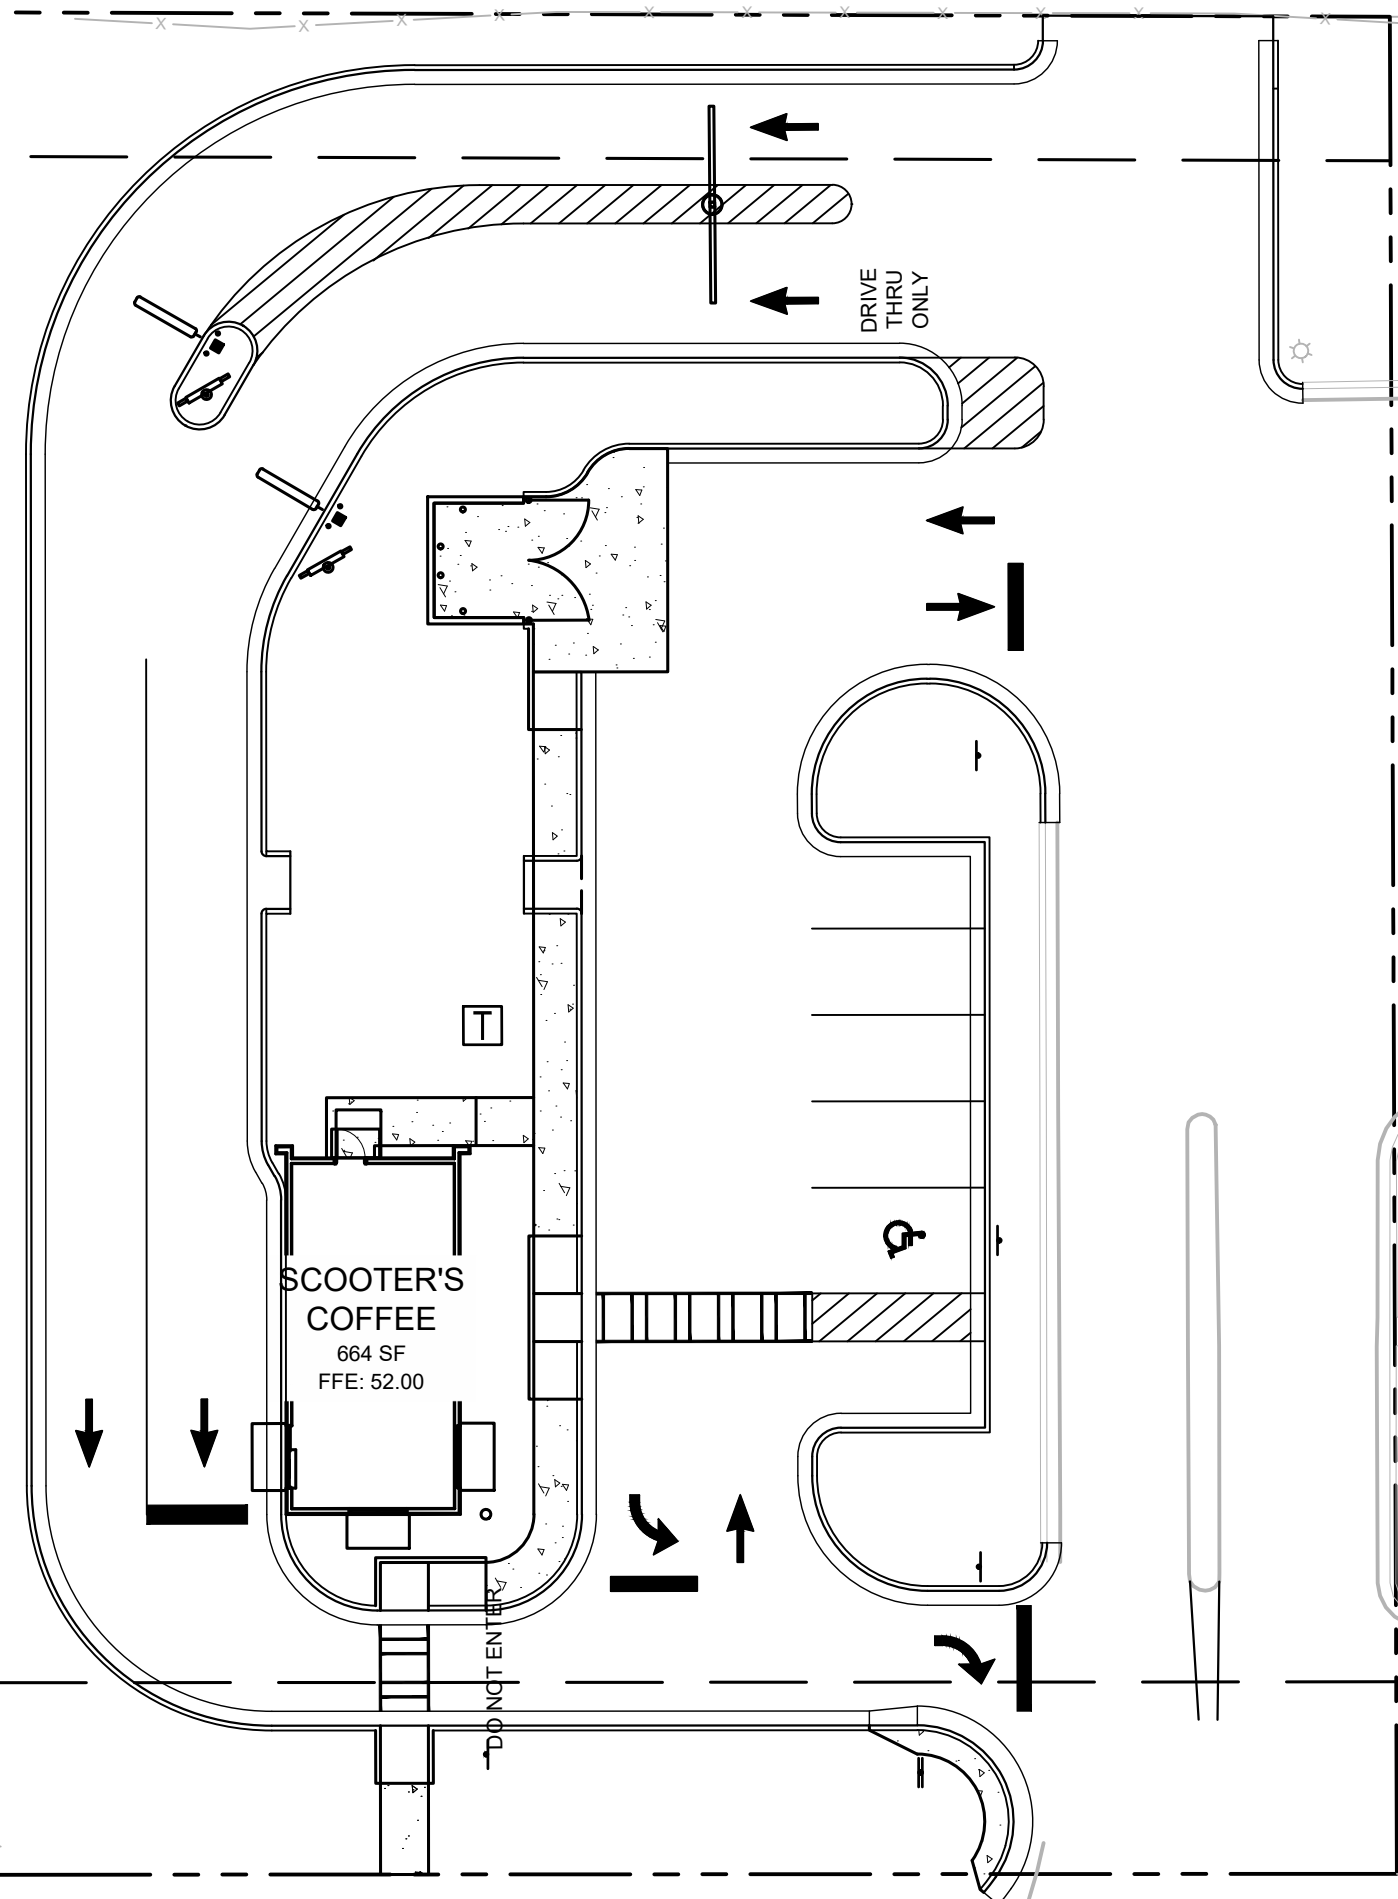 DRIVE
THRU
ONLY
T
SCOOTER'S
COFFEE
664 SF
FFE: 52.00
DO NOT ENTER